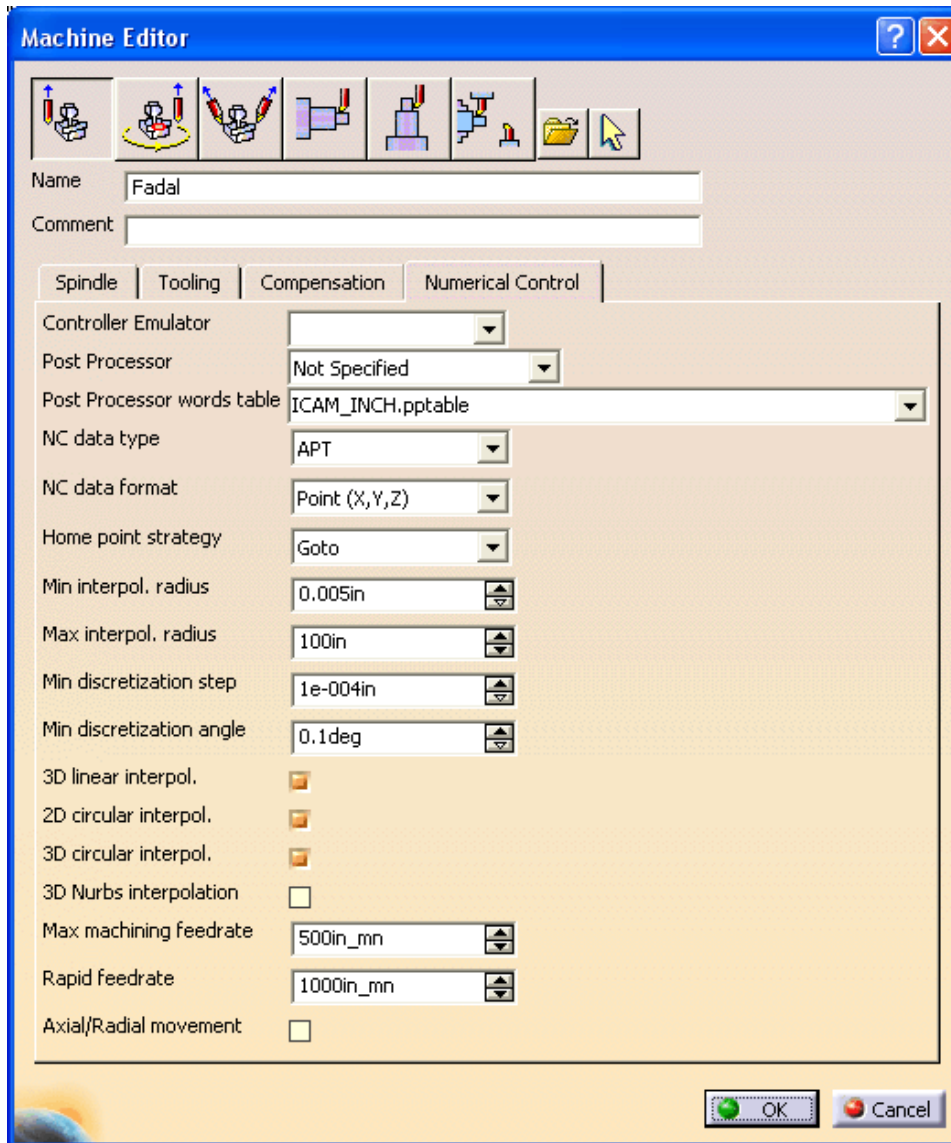 Machine Editor
Name Fadal
Comment
Spindle Tooling Compensation Numerical Control
Controller Emulator
Post Processor Not Specified
Post Processor words table ICAM_INCH.pptable
NC data type APT
NC data format Point (X,Y,Z)
Home point strategy Goto
Min interpol. radius 0.005in
Max interpol. radius 100in
Min discretization step 1e-004in
Min discretization angle 0.1deg
3D linear interpol.
2D circular interpol.
3D circular interpol.
3D Nurbs interpolation
Max machining feedrate 500in_mn
Rapid feedrate 1000in_mn
Axial/Radial movement
OK Cancel